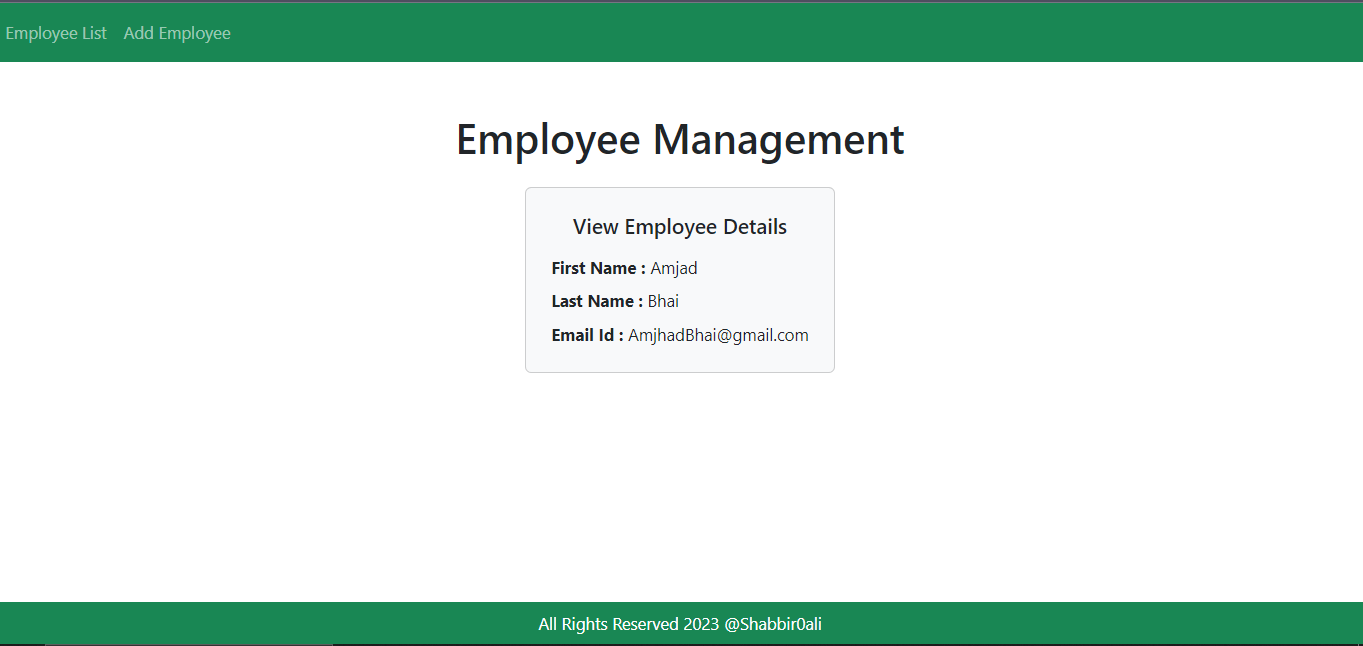 Employee List Add Employee
Employee Management
View Employee Details
First Name : Amjad
Last Name : Bhai
Email Id : AmjhadBhai@gmail.com
All Rights Reserved 2023 @Shabbir0ali